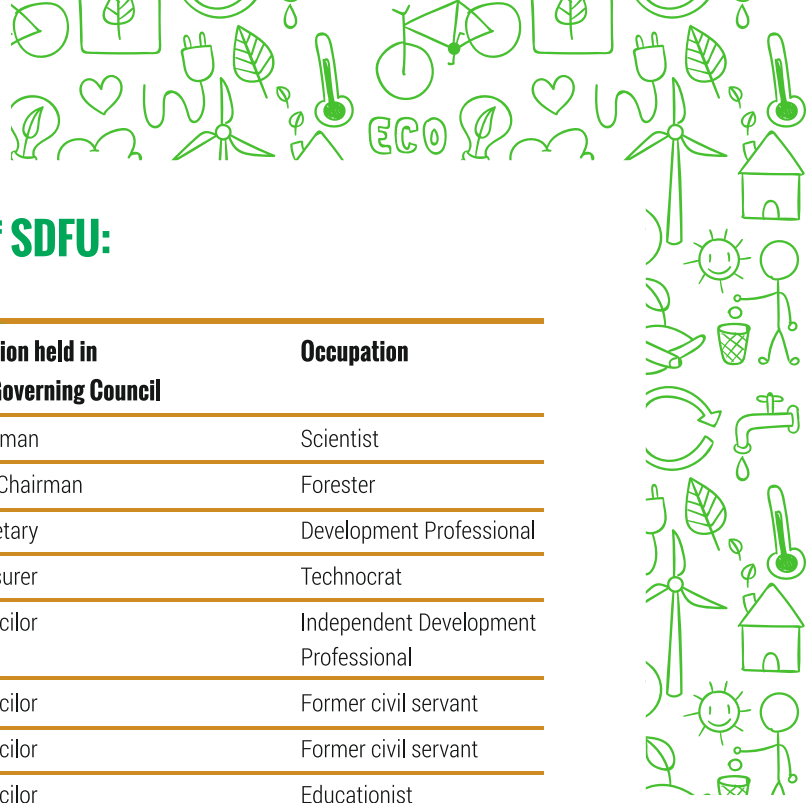 ECO
SDFU:
ion held in Occupation
overning Council
man Scientist
Chairman Forester
etary Development Professional
surer Technocrat
cilor Independent Development
Professional
cilor Former civil servant
cilor Former civil servant
cilor Educationist